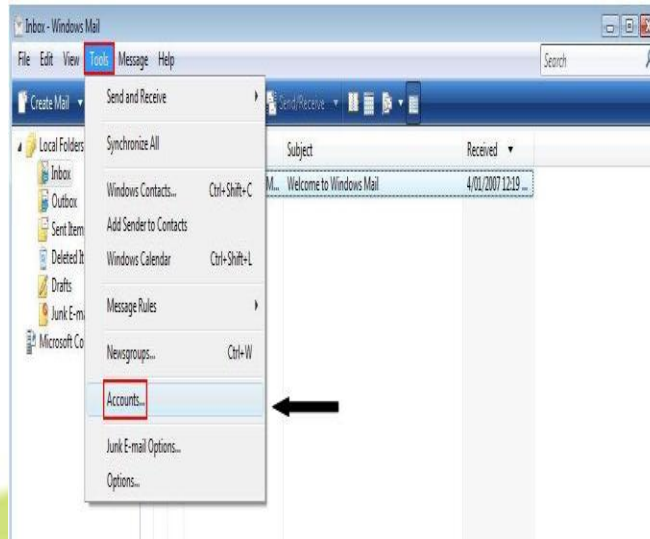 Inbox - Windows Mail
File Edit View Tools Message Help
Search
Create Mail
Send/Receive
Send and Receive
Synchronize All
Windows Contacts... Ctrl+Shift+C
Add Sender to Contacts
Windows Calendar Ctrl+Shift+L
Message Rules
Newsgroups... Ctrl+W
Accounts...
Junk E-mail Options...
Options...
Local Folders
Inbox
Outbox
Sent Item
Deleted It
Drafts
Junk E-ma
Microsoft Co
Subject Received
M... Welcome to Windows Mail 4/01/2007 12:19 ...